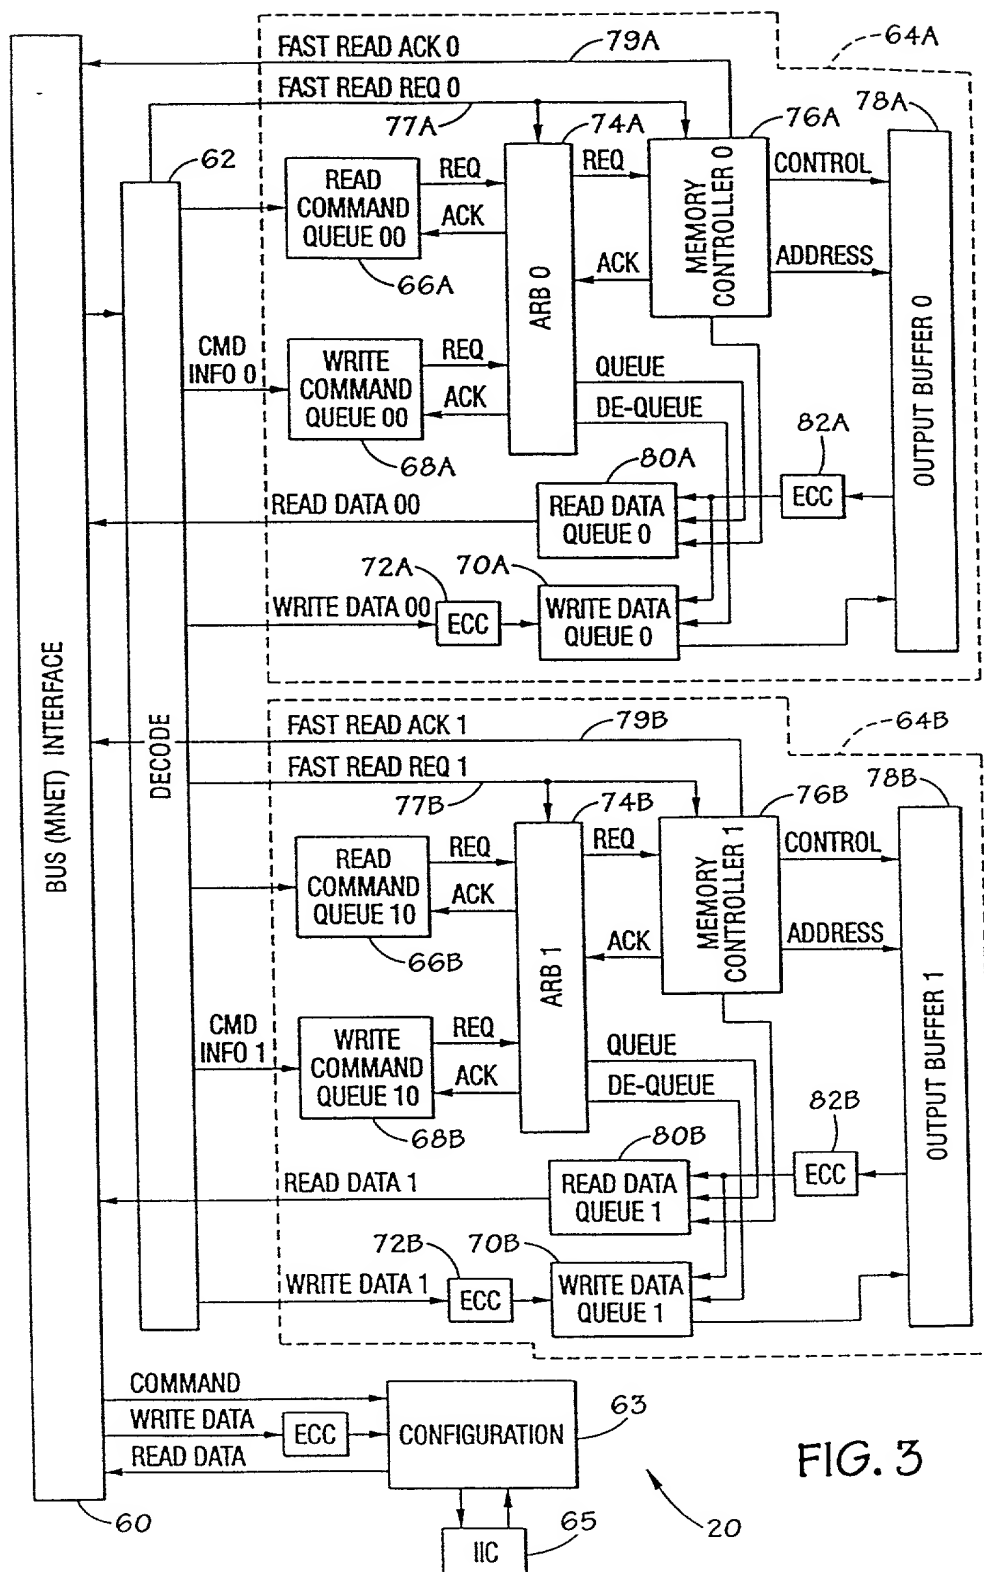 FAST READ ACK 0
79A
64A
FAST READ REQ 0
77A
74A
76A
78A
62
READ
COMMAND
QUEUE 00
REQ
ACK
66A
REQ
ACK
ARB 0
MEMORY
CONTROLLER 0
CONTROL
ADDRESS
OUTPUT BUFFER 0
CMD
INFO 0
WRITE
COMMAND
QUEUE 00
REQ
ACK
68A
QUEUE
DE-QUEUE
82A
80A
ECC
READ DATA 00
READ DATA
QUEUE 0
72A
70A
WRITE DATA 00
ECC
WRITE DATA
QUEUE 0
BUS (MNET) INTERFACE
DECODE
FAST READ ACK 1
79B
64B
FAST READ REQ 1
77B
74B
76B
78B
READ
COMMAND
QUEUE 10
REQ
ACK
66B
REQ
ACK
ARB 1
MEMORY
CONTROLLER 1
CONTROL
ADDRESS
OUTPUT BUFFER 1
CMD
INFO 1
WRITE
COMMAND
QUEUE 10
REQ
ACK
68B
QUEUE
DE-QUEUE
82B
80B
ECC
READ DATA 1
READ DATA
QUEUE 1
72B
70B
WRITE DATA 1
ECC
WRITE DATA
QUEUE 1
COMMAND
WRITE DATA
ECC
READ DATA
CONFIGURATION
63
FIG. 3
60
IIC
65
20